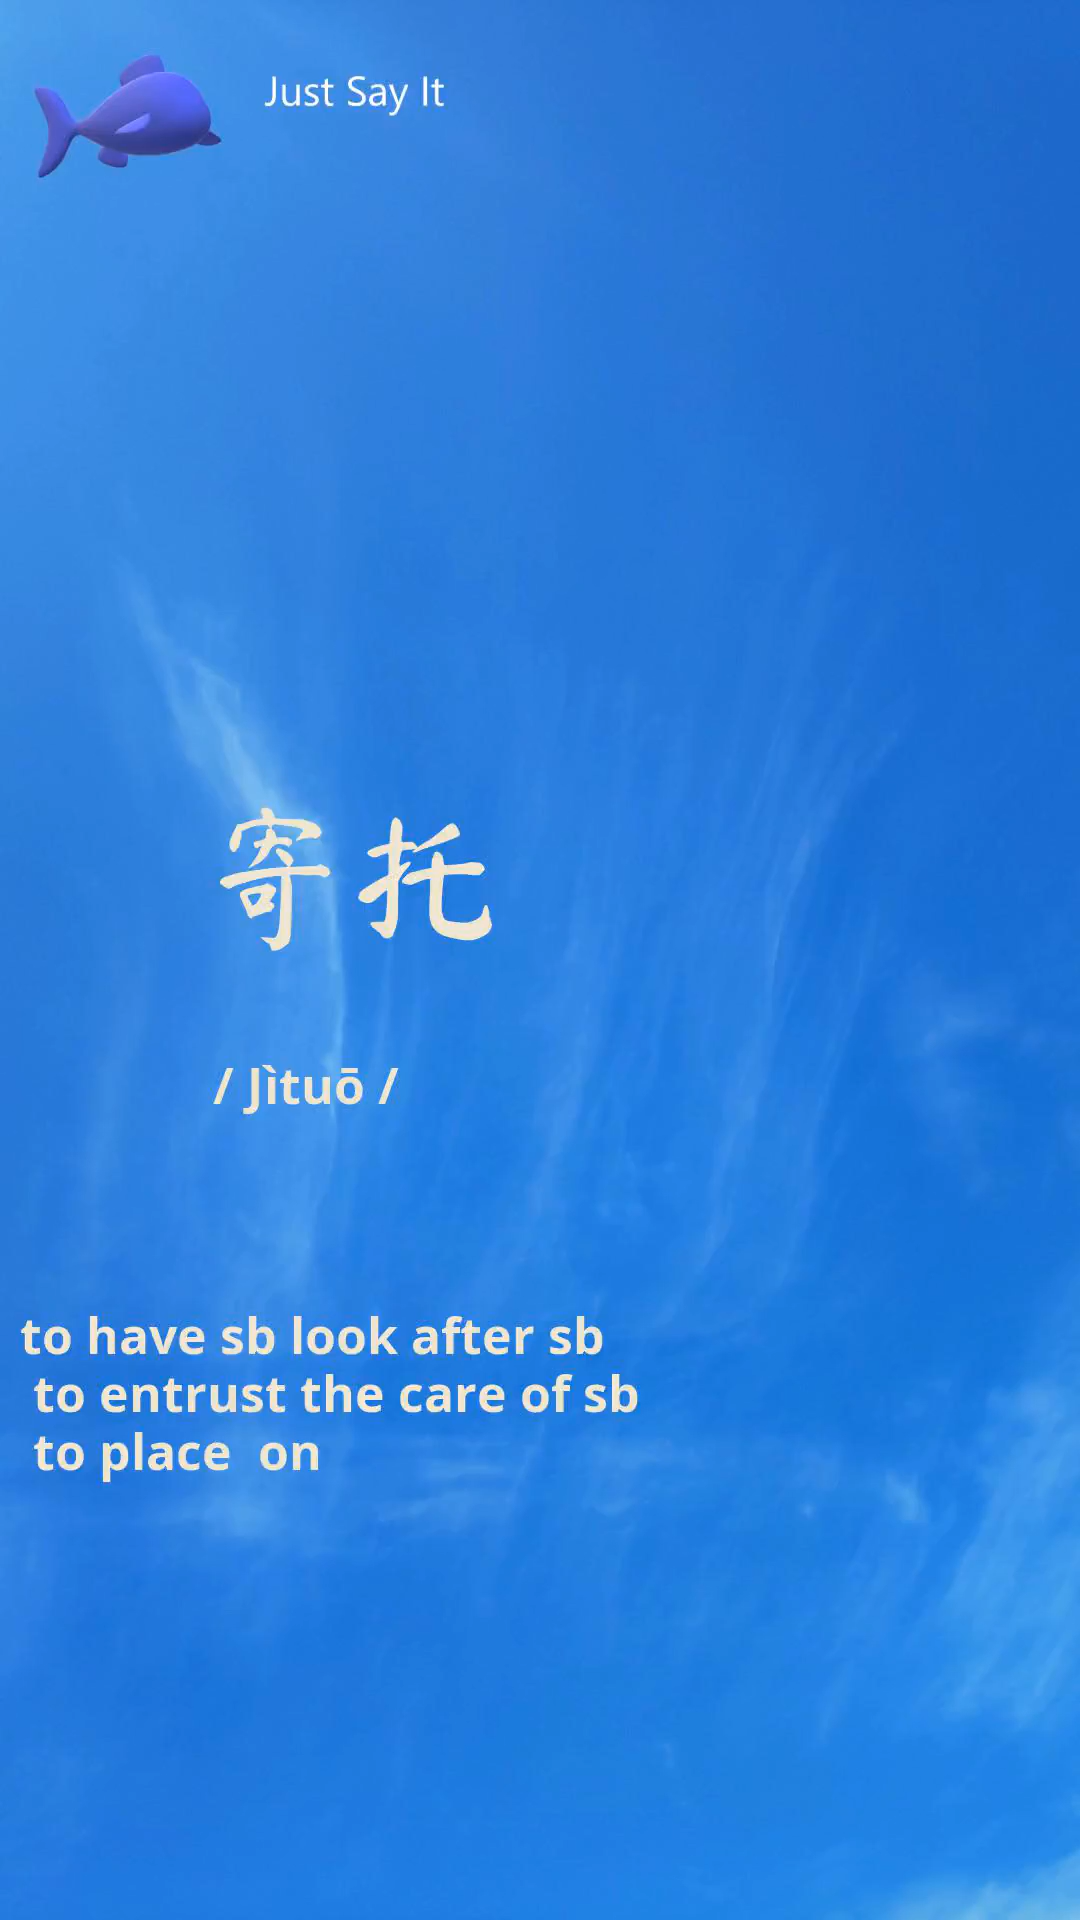 Just Say It
寄托
/ Jìtuō /
to have sb look after sb
to entrust the care of sb
to place  on